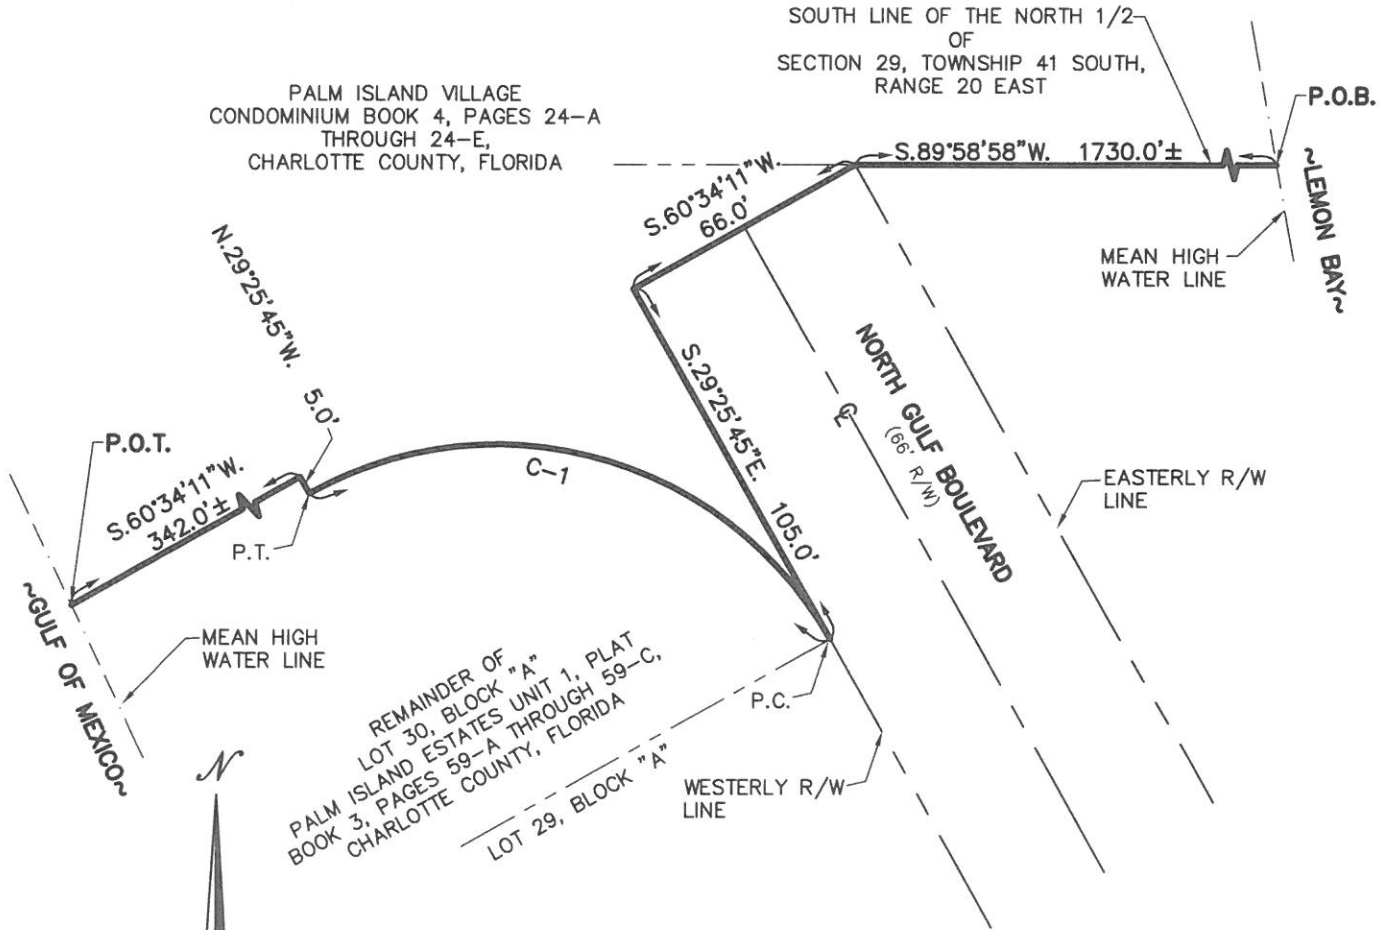 SOUTH LINE OF THE NORTH 1/2
OF
SECTION 29, TOWNSHIP 41 SOUTH,
RANGE 20 EAST
PALM ISLAND VILLAGE
CONDOMINIUM BOOK 4, PAGES 24-A
THROUGH 24-E,
CHARLOTTE COUNTY, FLORIDA
P.O.B.
S.89°58'58"W. 1730.0'±
~LEMON BAY~
S.60°34'11"W.
66.0'
MEAN HIGH
WATER LINE
N.29°25'45"W. 5.0'
S.29°25'45"E. 105.0'
NORTH GULF BOULEVARD
(66' R/W)
℄
P.O.T.
C-1
EASTERLY R/W
LINE
S.60°34'11"W.
342.0'±
P.T.
~GULF OF MEXICO~
MEAN HIGH
WATER LINE
REMAINDER OF
LOT 30, BLOCK "A"
PALM ISLAND ESTATES UNIT 1, PLAT
BOOK 3, PAGES 59-A THROUGH 59-C,
CHARLOTTE COUNTY, FLORIDA
P.C.
LOT 29, BLOCK "A"
WESTERLY R/W
LINE
N